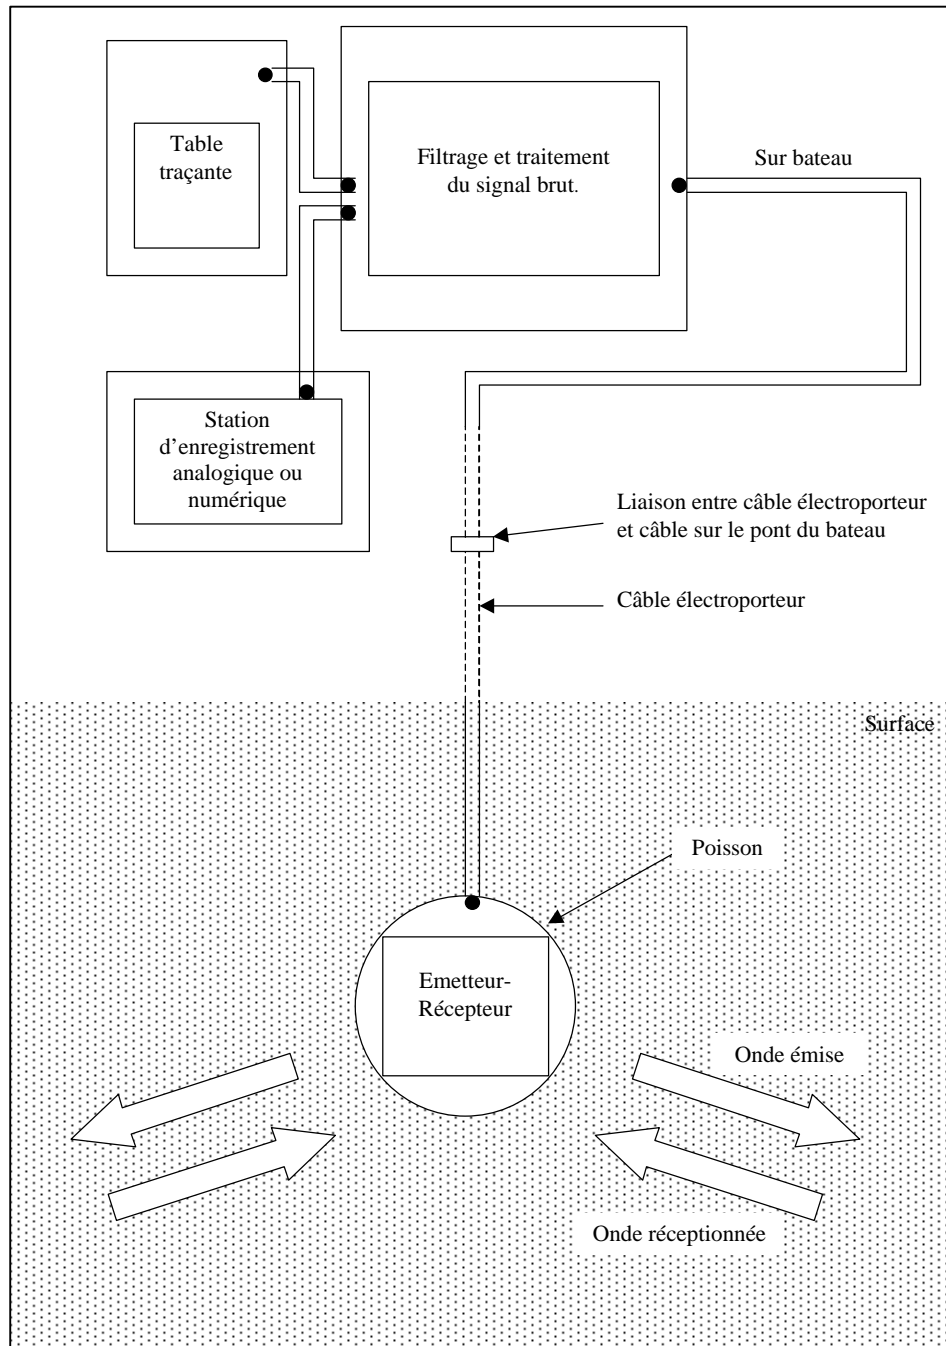 Table
traçante
Filtrage et traitement
du signal brut.
Sur bateau
Station
d’enregistrement
analogique ou
numérique
Liaison entre câble électroporteur
et câble sur le pont du bateau
Câble électroporteur
Surface
Poisson
Emetteur-
Récepteur
Onde émise
Onde réceptionnée